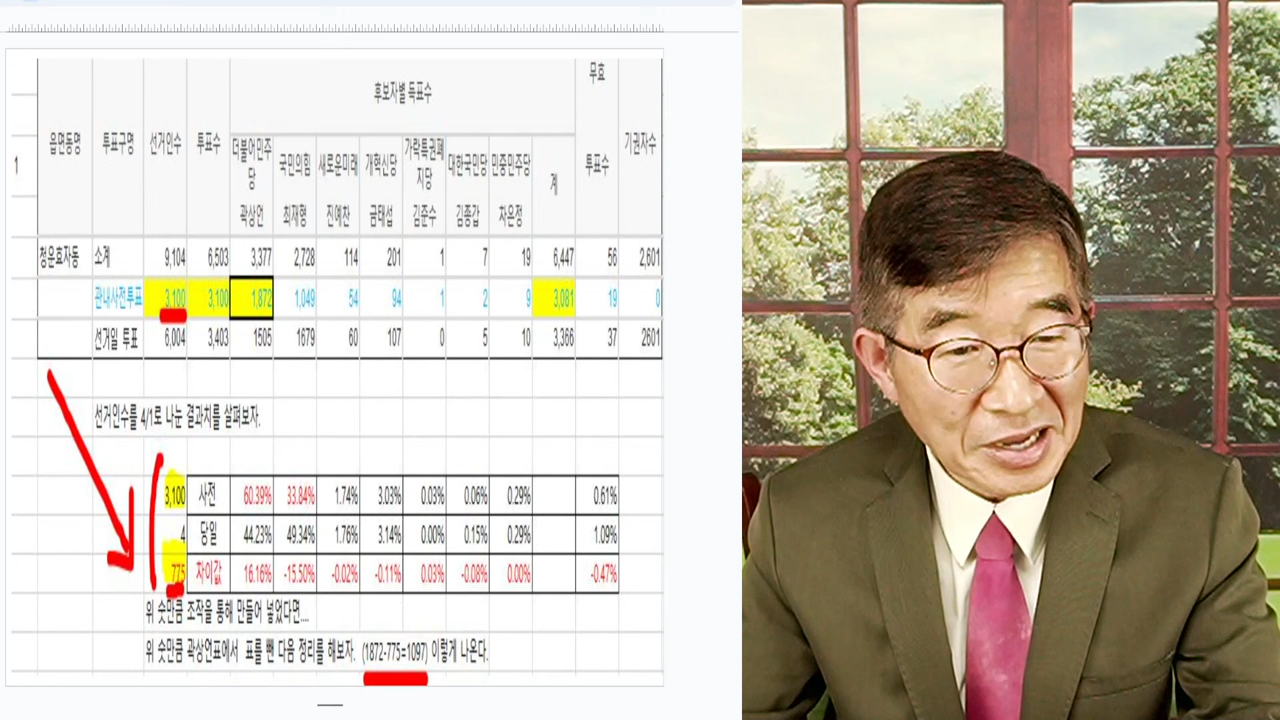 무효
후보자별 득표수
1 읍면동명 투표구명 선거인수 투표수 더불어민주당 곽상언 국민의힘 최재형 새로운미래 진예찬 개혁신당 금태섭 가락특권폐지당 김준수 대한국민당 김종갑 민중민주당 차은정 계 투표수 기권자수
청운효자동 소계 9,104 6,503 3,377 2,728 114 201 1 7 19 6,447 56 2,601
관내사전투표 3,100 3,100 1,872 1,049 54 94 1 2 9 3,081 19 0
선거일 투표 6,004 3,403 1505 1679 60 107 0 5 10 3,366 37 2601
선거인수를 4/1로 나눈 결과치를 살펴보자.
3,100 사전 60.39% 33.84% 1.74% 3.03% 0.03% 0.06% 0.29% 0.61%
4 당일 44.23% 49.34% 1.76% 3.14% 0.00% 0.15% 0.29% 1.09%
775 차이값 16.16% -15.50% -0.02% -0.11% 0.03% -0.08% 0.00% -0.47%
위 숫만큼 조작을 통해 만들어 넣었다면....
위 숫만큼 곽상언표에서 표를 뺀 다음 정리를 해보자. (1872-775=1097) 이렇게 나온다.